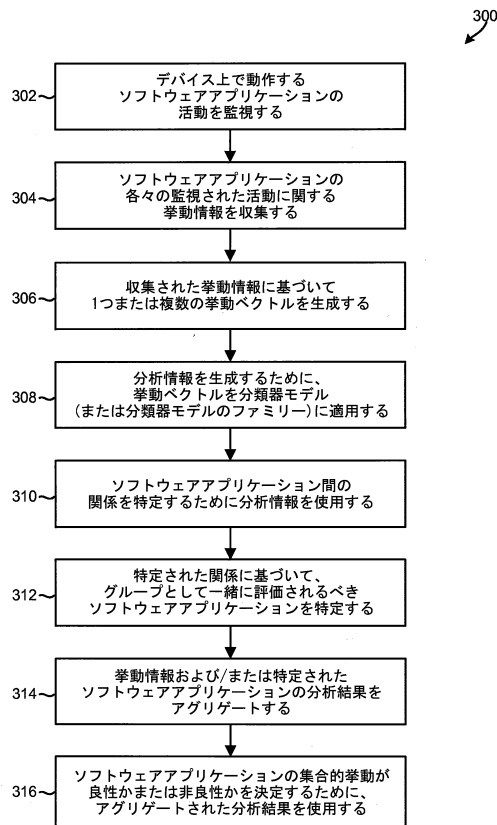 300
302
デバイス上で動作する
ソフトウェアアプリケーションの
活動を監視する
304
ソフトウェアアプリケーションの
各々の監視された活動に関する
挙動情報を収集する
306
収集された挙動情報に基づいて
1つまたは複数の挙動ベクトルを生成する
308
分析情報を生成するために、
挙動ベクトルを分類器モデル
(または分類器モデルのファミリー)に適用する
310
ソフトウェアアプリケーション間の
関係を特定するために分析情報を使用する
312
特定された関係に基づいて、
グループとして一緒に評価されるべき
ソフトウェアアプリケーションを特定する
314
挙動情報および/または特定された
ソフトウェアアプリケーションの分析結果を
アグリゲートする
316
ソフトウェアアプリケーションの集合的挙動が
良性かまたは非良性かを決定するために、
アグリゲートされた分析結果を使用する